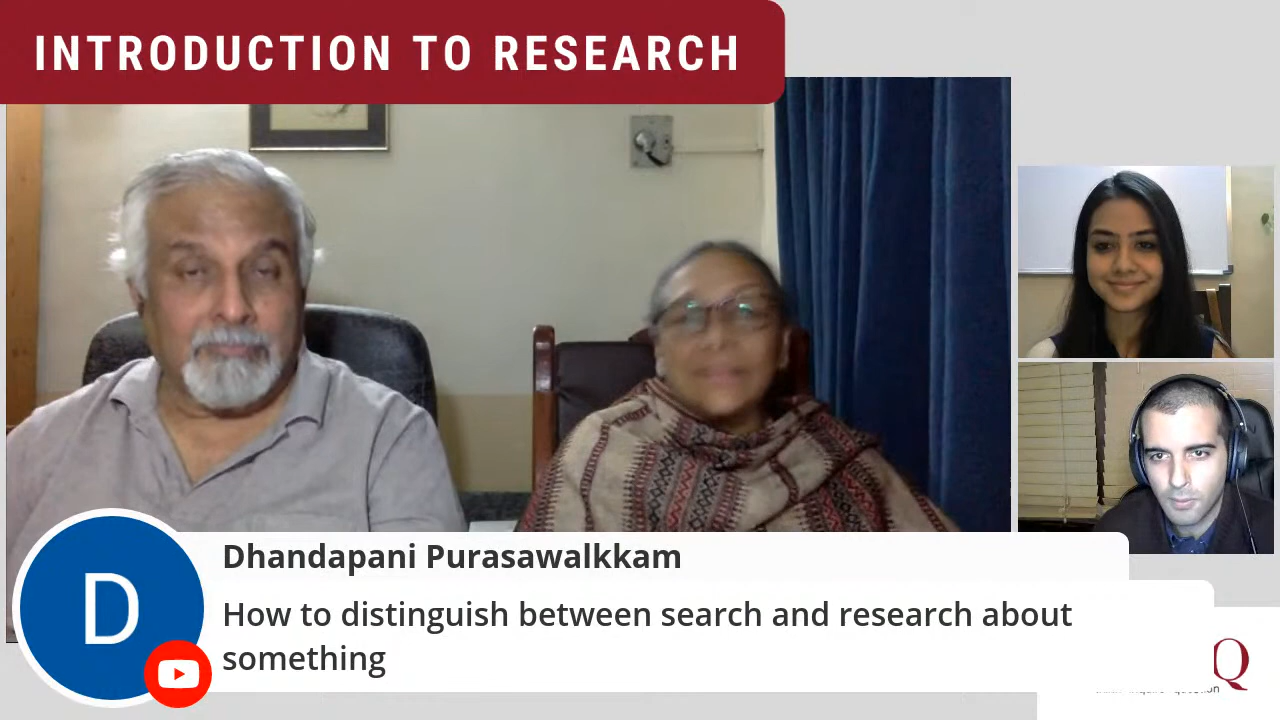 INTRODUCTION TO RESEARCH
D
Dhandapani Purasawalkkam
How to distinguish between search and research about
something
Q